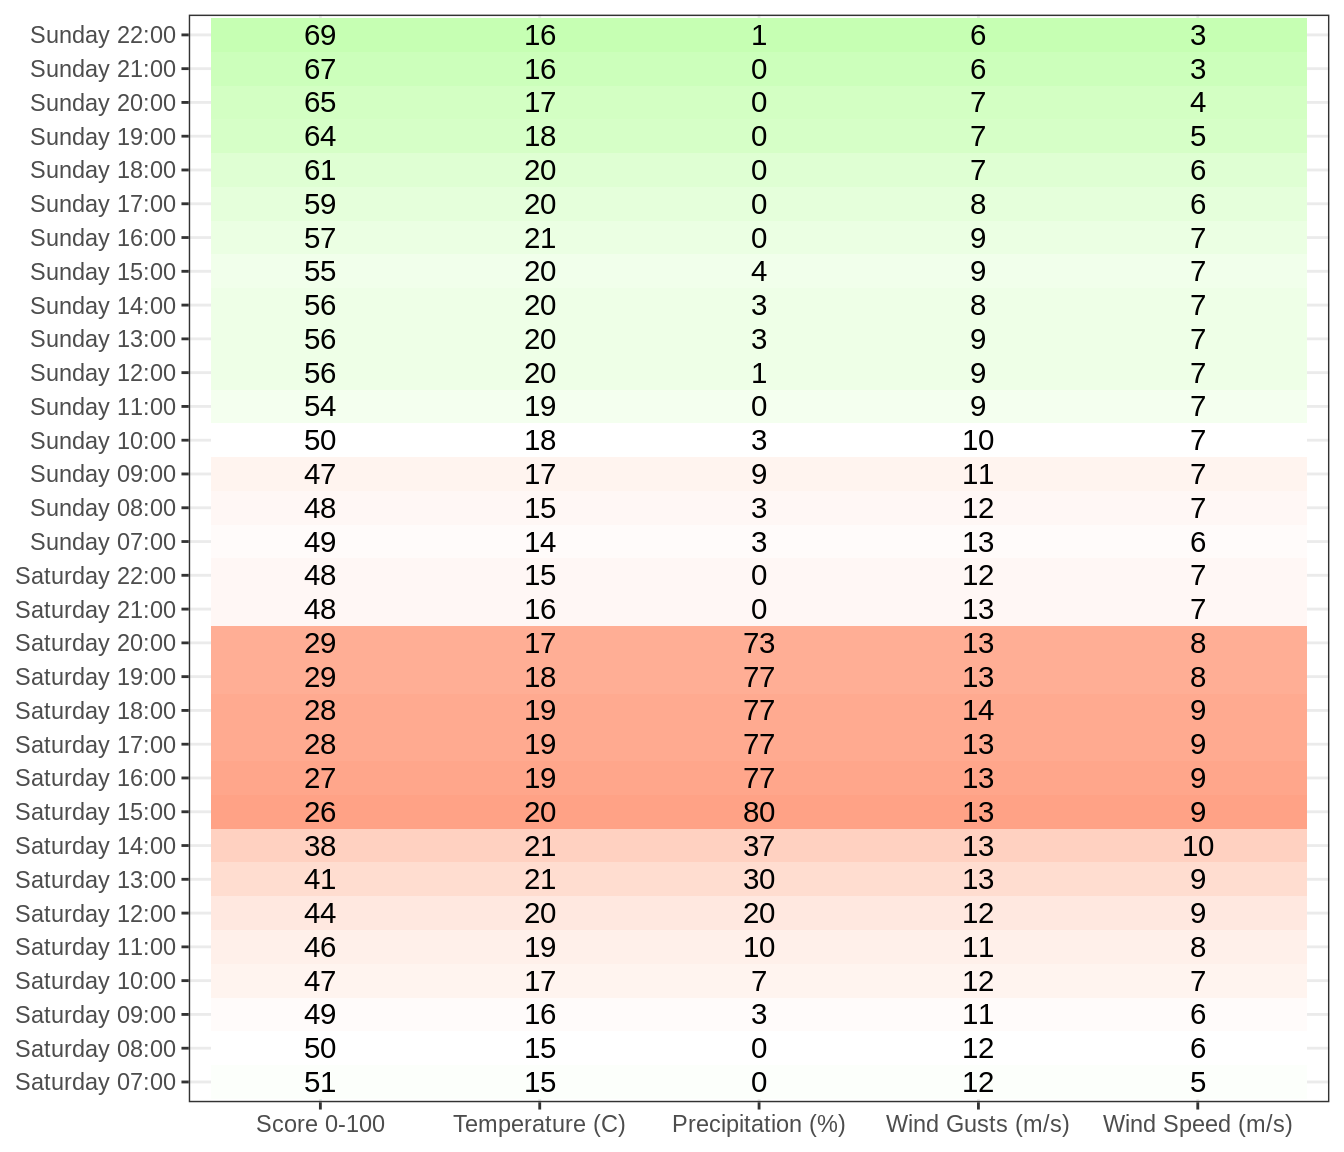 Sunday 22:00 69 16 1 6 3
Sunday 21:00 67 16 0 6 3
Sunday 20:00 65 17 0 7 4
Sunday 19:00 64 18 0 7 5
Sunday 18:00 61 20 0 7 6
Sunday 17:00 59 20 0 8 6
Sunday 16:00 57 21 0 9 7
Sunday 15:00 55 20 4 9 7
Sunday 14:00 56 20 3 8 7
Sunday 13:00 56 20 3 9 7
Sunday 12:00 56 20 1 9 7
Sunday 11:00 54 19 0 9 7
Sunday 10:00 50 18 3 10 7
Sunday 09:00 47 17 9 11 7
Sunday 08:00 48 15 3 12 7
Sunday 07:00 49 14 3 13 6
Saturday 22:00 48 15 0 12 7
Saturday 21:00 48 16 0 13 7
Saturday 20:00 29 17 73 13 8
Saturday 19:00 29 18 77 13 8
Saturday 18:00 28 19 77 14 9
Saturday 17:00 28 19 77 13 9
Saturday 16:00 27 19 77 13 9
Saturday 15:00 26 20 80 13 9
Saturday 14:00 38 21 37 13 10
Saturday 13:00 41 21 30 13 9
Saturday 12:00 44 20 20 12 9
Saturday 11:00 46 19 10 11 8
Saturday 10:00 47 17 7 12 7
Saturday 09:00 49 16 3 11 6
Saturday 08:00 50 15 0 12 6
Saturday 07:00 51 15 0 12 5
Score 0-100 Temperature (C) Precipitation (%) Wind Gusts (m/s) Wind Speed (m/s)